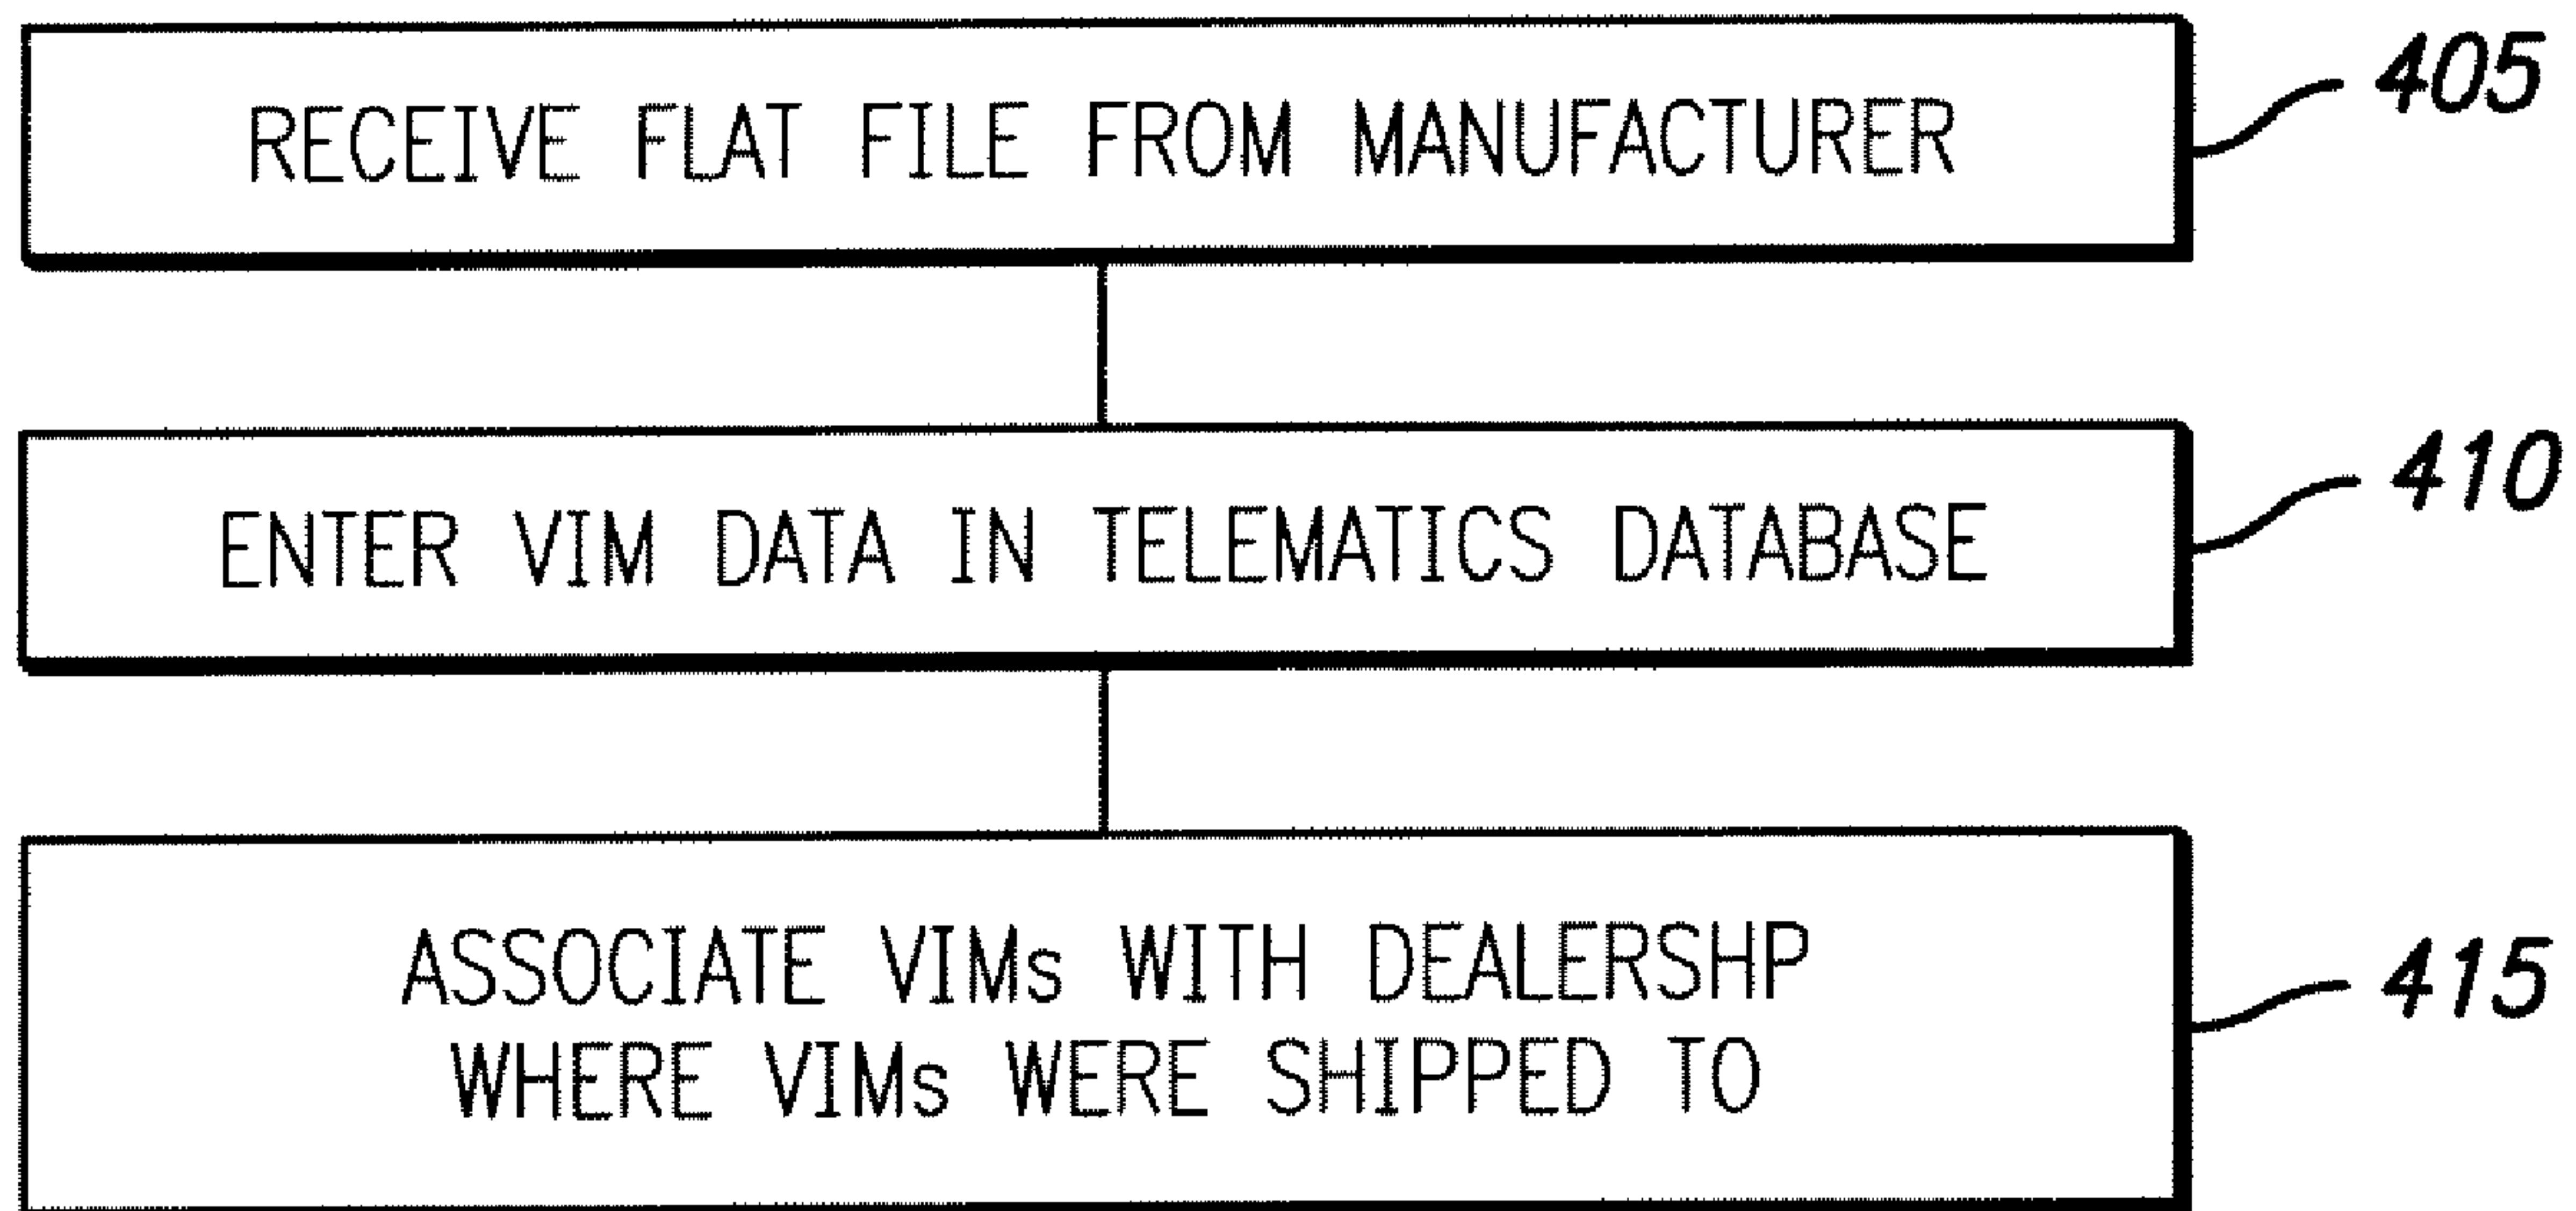 RECEIVE FLAT FILE FROM MANUFACTURER
405
ENTER VIM DATA IN TELEMATICS DATABASE
410
ASSOCIATE VIMs WITH DEALERSHP
WHERE VIMs WERE SHIPPED TO
415